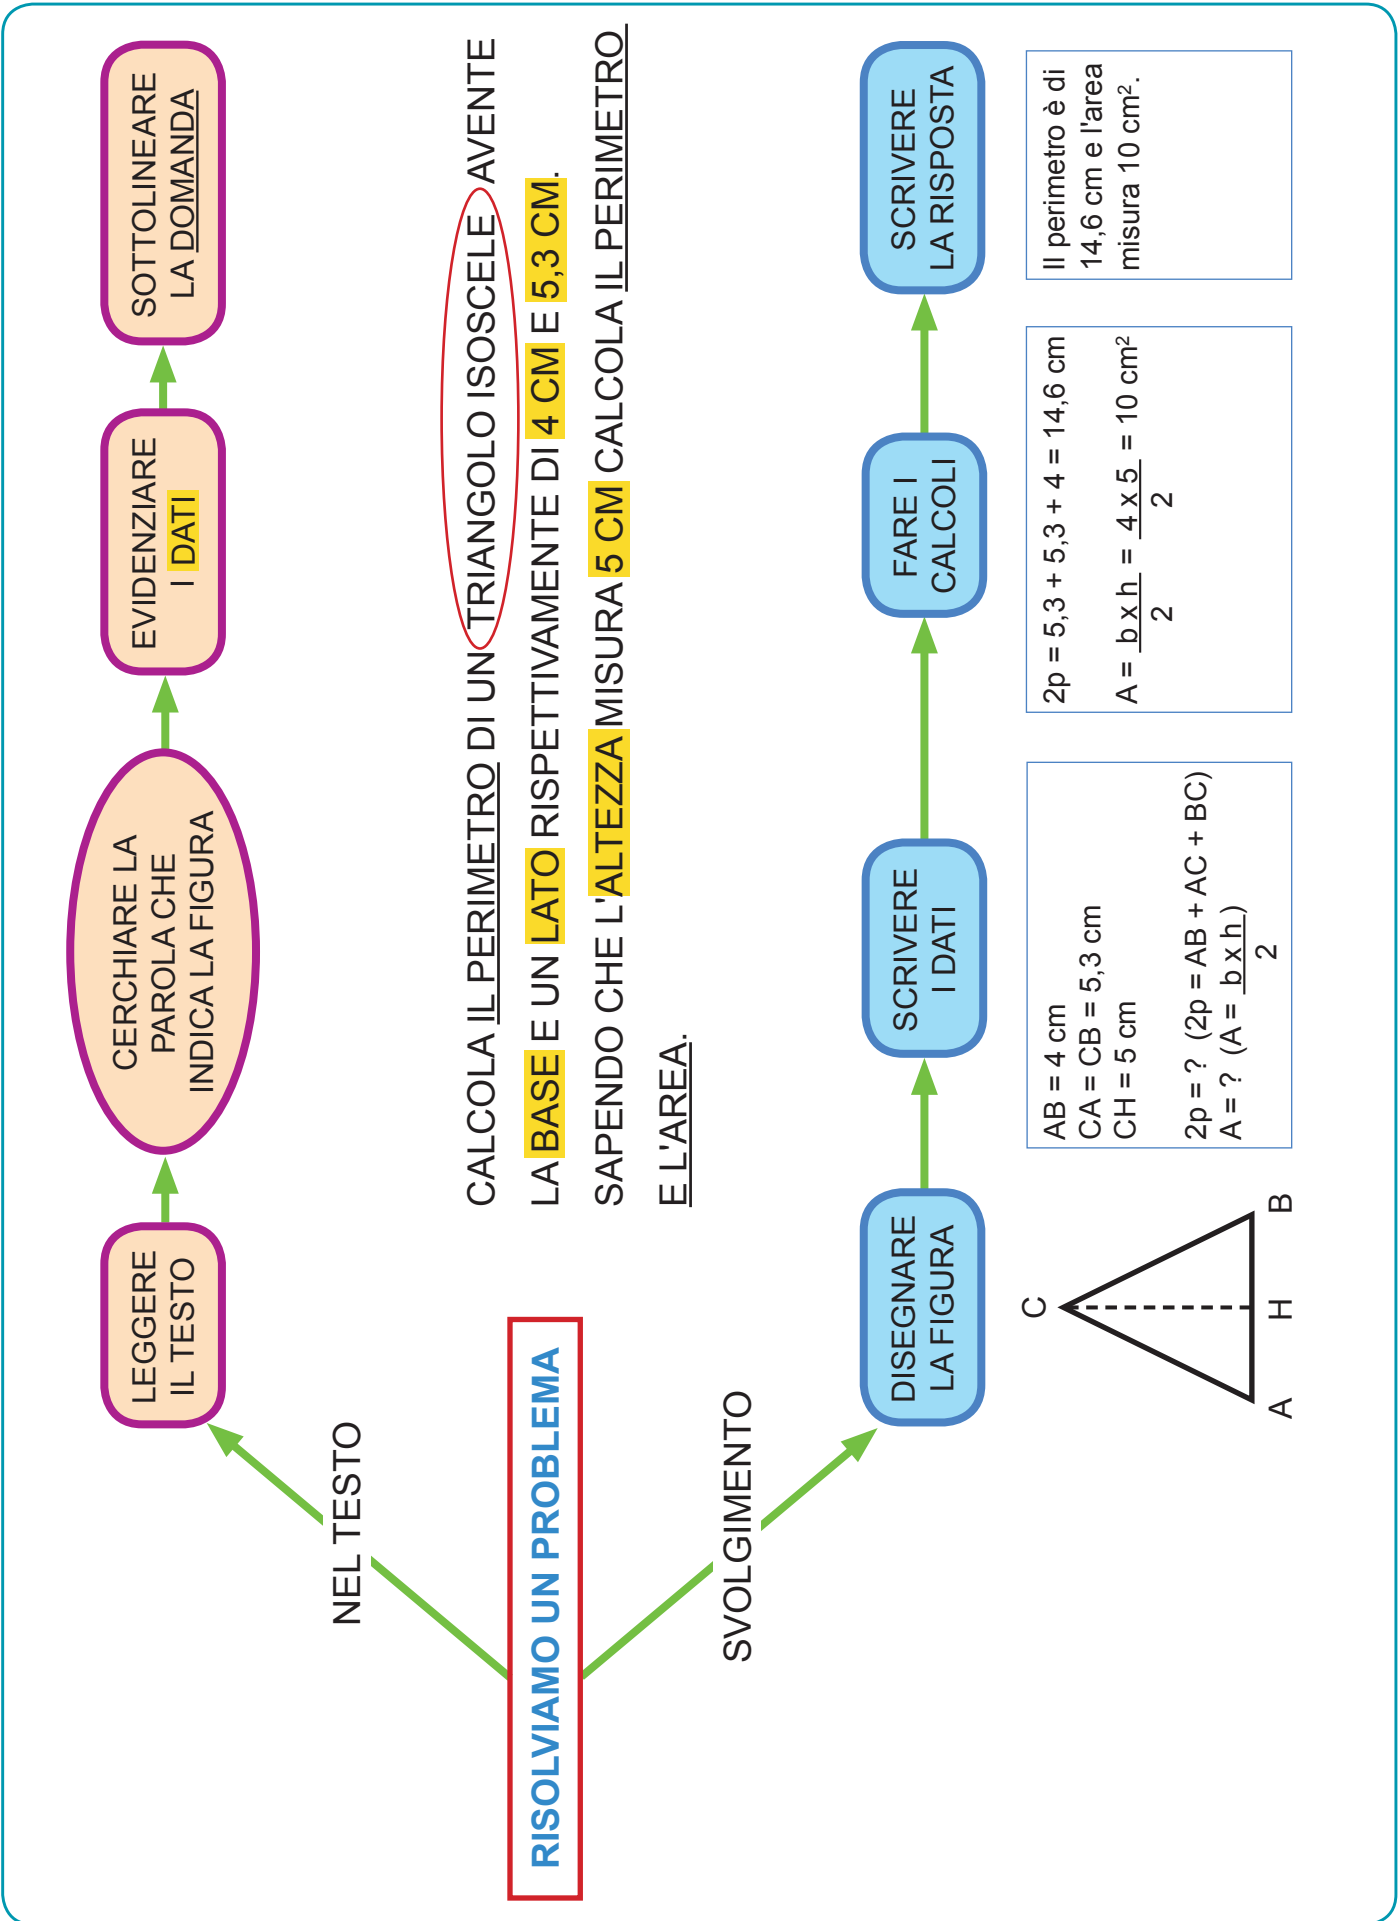 RISOLVIAMO UN PROBLEMA
NEL TESTO
LEGGERE
IL TESTO
CERCHIARE LA
PAROLA CHE
INDICA LA FIGURA
EVIDENZIARE
I DATI
SOTTOLINEARE
LA DOMANDA
CALCOLA IL PERIMETRO DI UN TRIANGOLO ISOSCELE AVENTE
LA BASE E UN LATO RISPETTIVAMENTE DI 4 CM E 5,3 CM.
SAPENDO CHE L'ALTEZZA MISURA 5 CM CALCOLA IL PERIMETRO
E L'AREA.
SVOLGIMENTO
DISEGNARE
LA FIGURA
SCRIVERE
I DATI
FARE I
CALCOLI
SCRIVERE
LA RISPOSTA
C
A H B
AB = 4 cm
CA = CB = 5,3 cm
CH = 5 cm
2p = ? (2p = AB + AC + BC)
A = ? (A = b x h )
2
2p = 5,3 + 5,3 + 4 = 14,6 cm
A = b x h = 4 x 5 = 10 cm²
2 2
Il perimetro è di
14,6 cm e l'area
misura 10 cm².